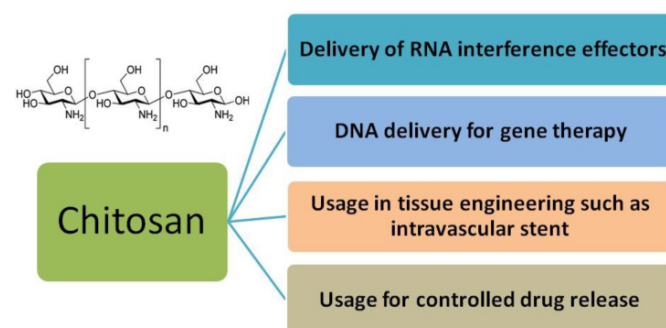 OH
OH
OH
HO
O
O
O
O
O
HO
HO
HO
HO
OH
NH2
NH2
n
NH2
Delivery of RNA interference effectors
DNA delivery for gene therapy
Chitosan
Usage in tissue engineering such as
intravascular stent
Usage for controlled drug release